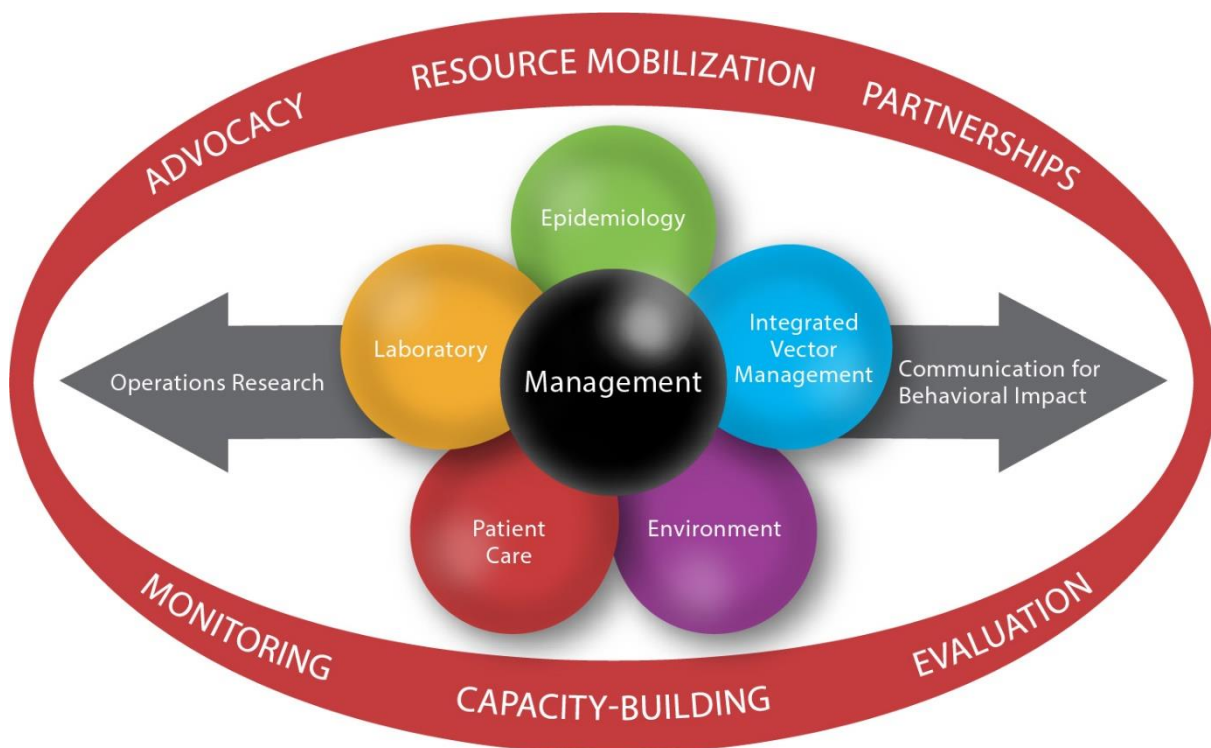 ADVOCACY
RESOURCE MOBILIZATION
PARTNERSHIPS
Epidemiology
Laboratory
Management
Integrated
Vector
Management
Operations Research
Communication for
Behavioral Impact
Patient
Care
Environment
MONITORING
CAPACITY-BUILDING
EVALUATION